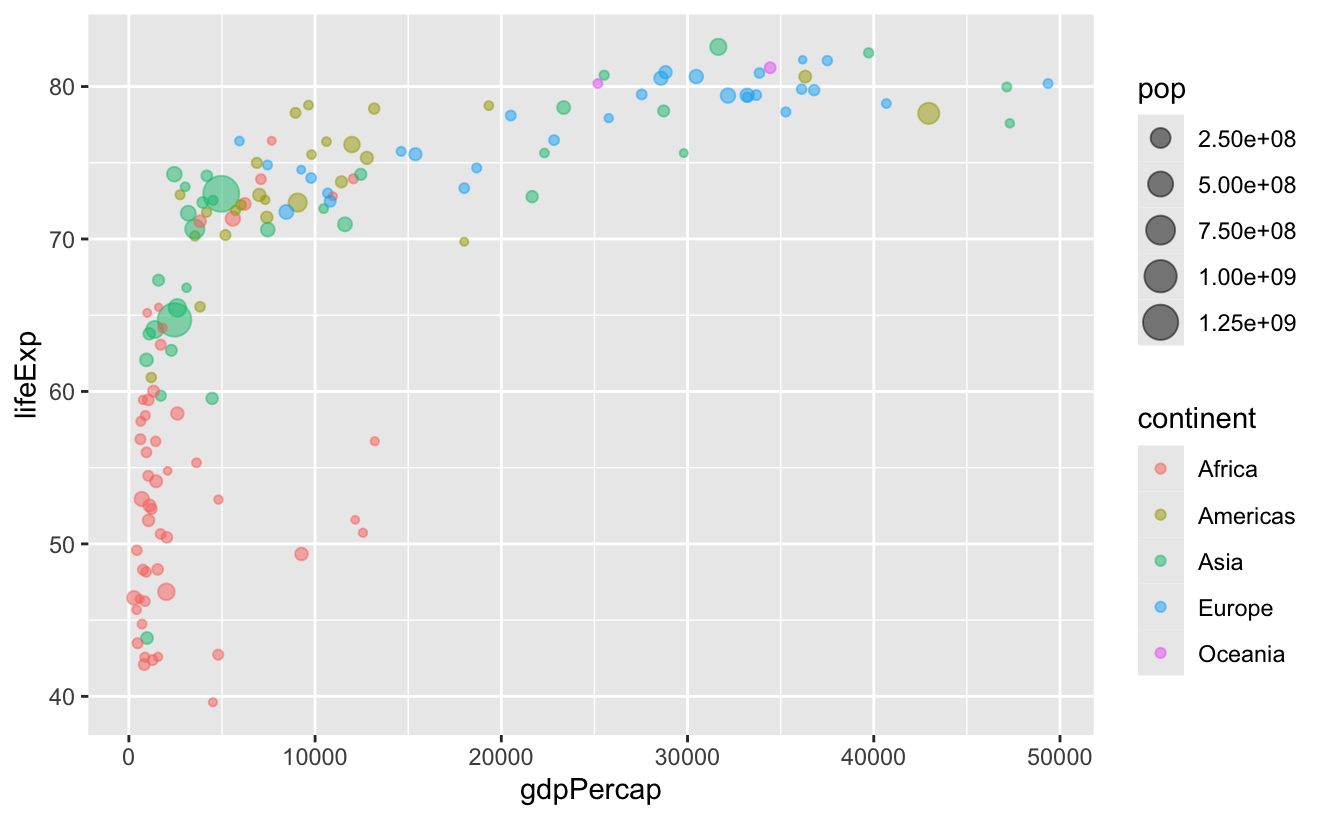 lifeExp
80
70
60
50
40
0 10000 20000 30000 40000 50000
gdpPercap
pop
2.50e+08
5.00e+08
7.50e+08
1.00e+09
1.25e+09
continent
Africa
Americas
Asia
Europe
Oceania